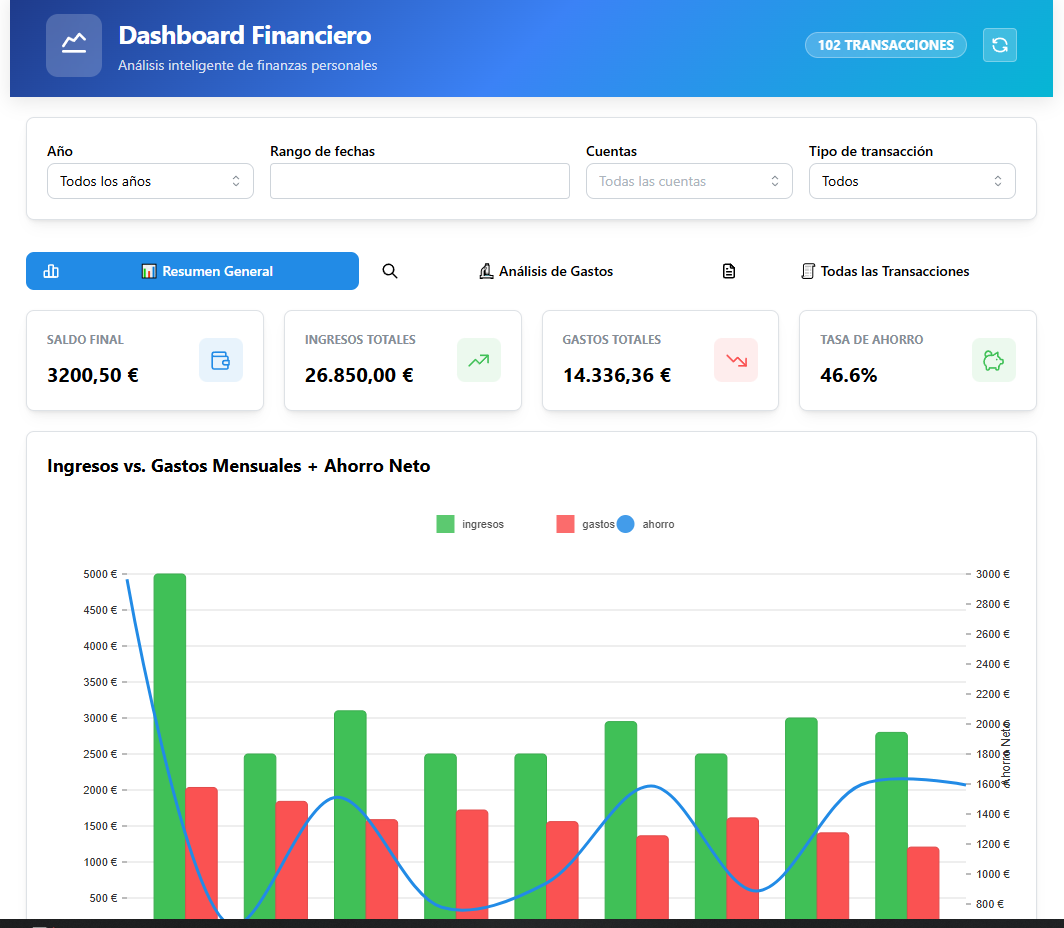 Dashboard Financiero
Análisis inteligente de finanzas personales
102 TRANSACCIONES
Año
Rango de fechas
Cuentas
Tipo de transacción
Todos los años
Todas las cuentas
Todos
Resumen General
Análisis de Gastos
Todas las Transacciones
SALDO FINAL
3200,50 €
INGRESOS TOTALES
26.850,00 €
GASTOS TOTALES
14.336,36 €
TASA DE AHORRO
46.6%
Ingresos vs. Gastos Mensuales + Ahorro Neto
ingresos
gastos
ahorro
5000 €
4500 €
4000 €
3500 €
3000 €
2500 €
2000 €
1500 €
1000 €
500 €
3000 €
2800 €
2600 €
2400 €
2200 €
2000 €
1800 €
1600 €
1400 €
1200 €
1000 €
800 €
Ahorro Neto